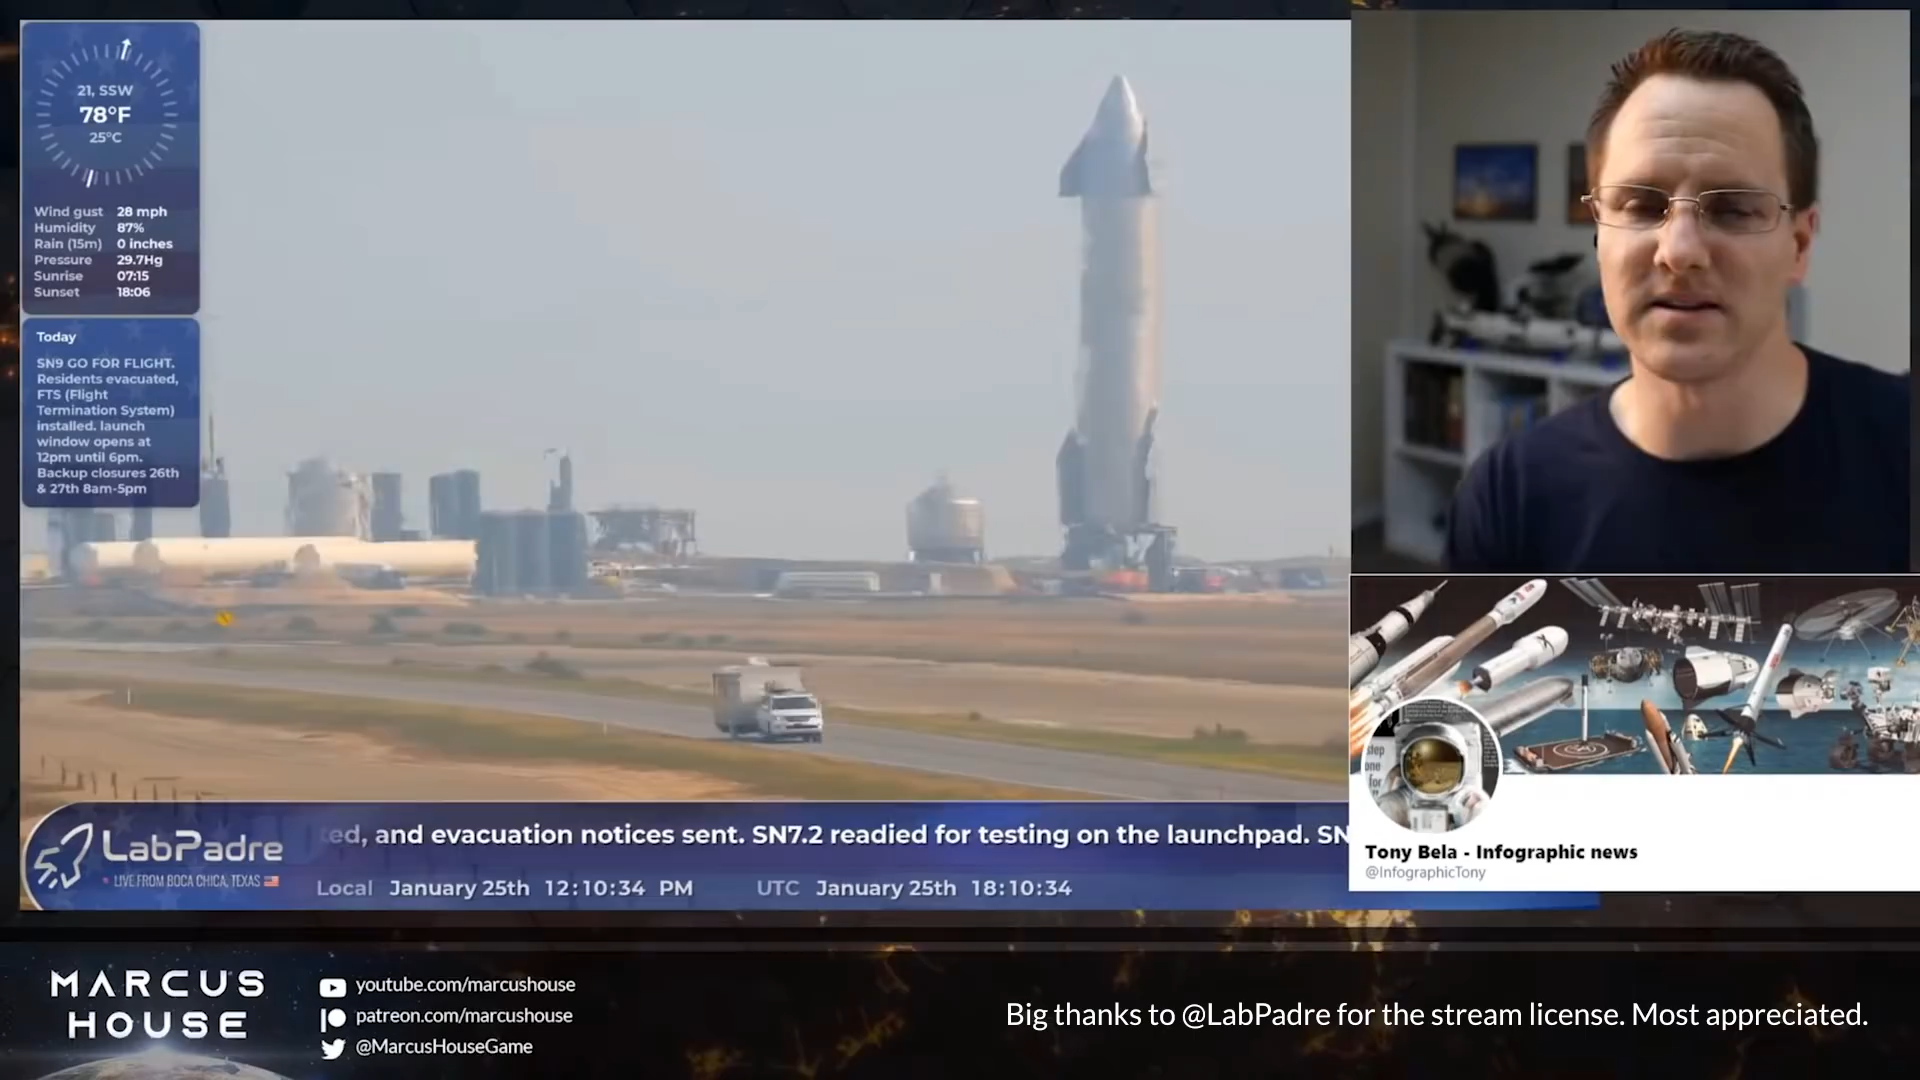 21, SSW
78°F
25°C
Wind gust 28 mph
Humidity 87%
Rain (15m) 0 inches
Pressure 29.7Hg
Sunrise 07:15
Sunset 18:06
Today
SN9 GO FOR FLIGHT.
Residents evacuated,
FTS (Flight
Termination System)
installed. launch
window opens at
12pm until 6pm.
Backup closures 26th
& 27th 8am-5pm
LabPadre
LIVE FROM BOCA CHICA, TEXAS
ted, and evacuation notices sent. SN7.2 readied for testing on the launchpad. SN
Local January 25th 12:10:34 PM UTC January 25th 18:10:34
step
one
for
Tony Bela - Infographic news
@InfographicTony
MARCUS
HOUSE
youtube.com/marcushouse
patreon.com/marcushouse
@MarcusHouseGame
Big thanks to @LabPadre for the stream license. Most appreciated.